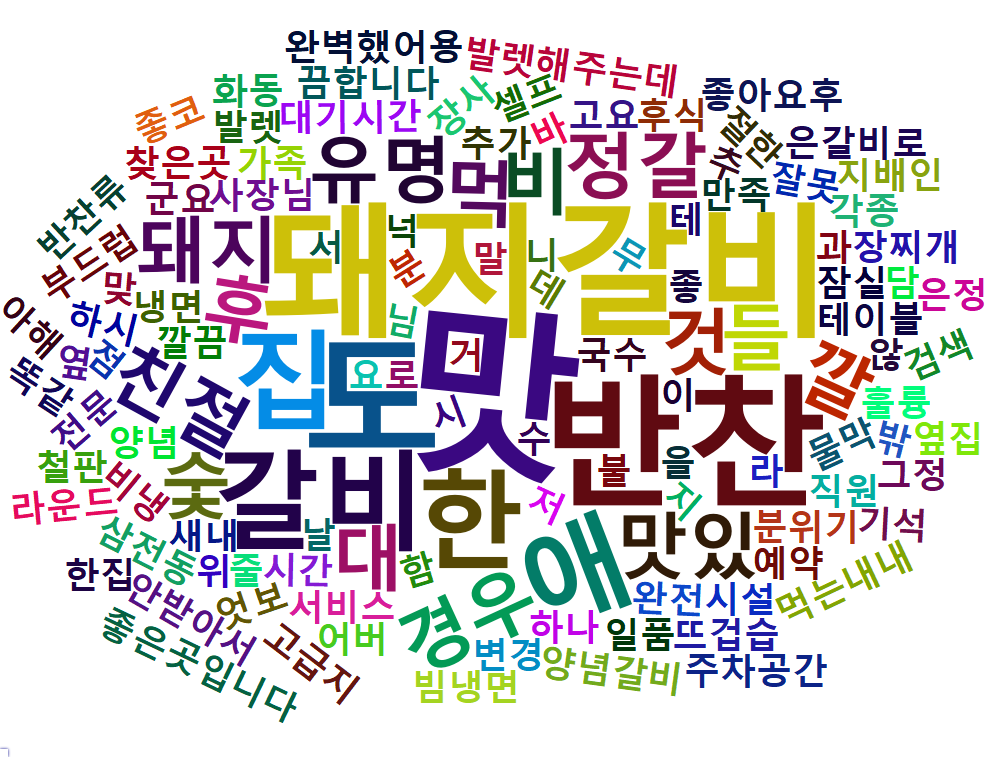 완벽했어용
발렛해주는데
꿈합니다
화동
좋코
발렛
대기시간
장사
셀프
고요
후식
좋아요후
절한
은갈비로
찾은곳
가족
유명
추가
바
먹
비
정갈
추
만족
잘못
지배인
각종
군요
사장님
반찬류
부드럽
돼지
서
넉
돼지갈비
분
말
니
데
무
테
좋
과
장찌개
잠실
담
은정
테이블
맞
냉면
후
님
아해
하시
깔끔
옆
점
똑같
친절
집
도
요
로
맛
거
시
국수
것
들
이
깔
않
검색
훌륭
전
문
양념
철판
비냉
숯
갈비
한
수
반찬
불
을
라
물막
밖
옆집
그정
직원
라운드
삼전동
새내
날
대
함
저
지
애
맛있
분위기
기석
예약
한집
위
줄
시간
안받아서
엇보
서비스
어버
경우
하나
완전
시설
일품
뜨겁습
먹는내내
좋은곳입니다
고급지
변경
양념갈비
주차공간
빔냉면